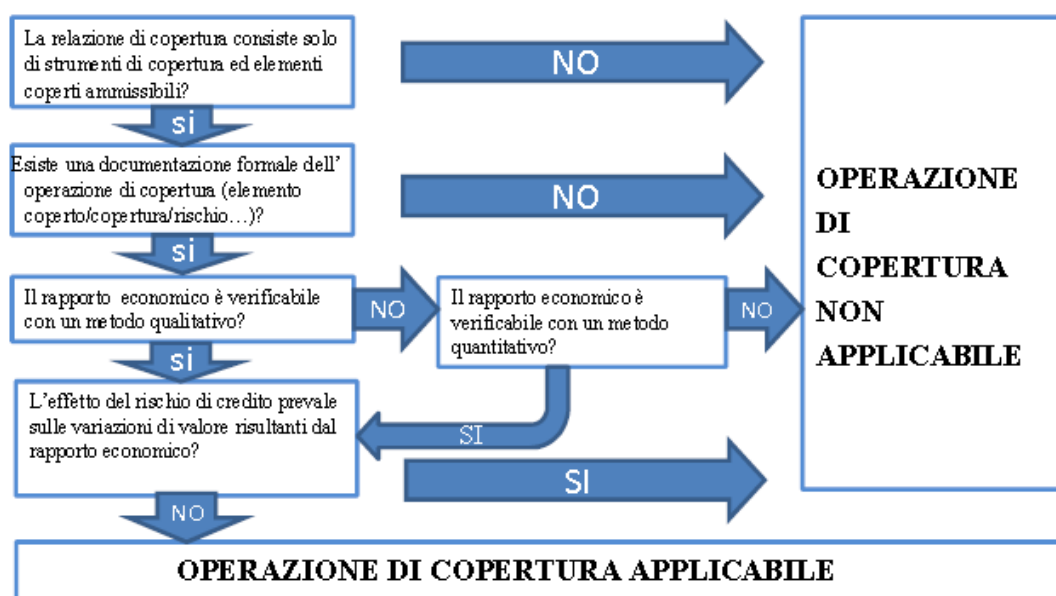 La relazione di copertura consiste solo
di strumenti di copertura ed elementi
coperti ammissibili?
NO
si
Esiste una documentazione formale dell'
operazione di copertura (elemento
coperto/copertura/rischio…)?
NO
si
Il rapporto economico è verificabile
con un metodo qualitativo?
NO
Il rapporto economico è
verificabile con un metodo
quantitativo?
NO
si
SI
L'effetto del rischio di credito prevale
sulle variazioni di valore risultanti dal
rapporto economico?
SI
NO
OPERAZIONE
DI
COPERTURA
NON
APPLICABILE
OPERAZIONE DI COPERTURA APPLICABILE